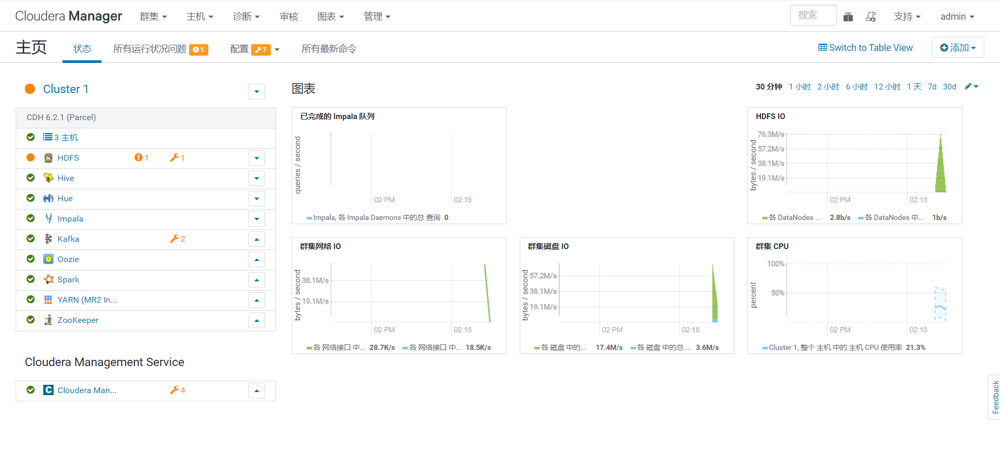 Cloudera Manager 群集 主机 诊断 审核 图表 管理 搜索 支持 admin
主页 状态 所有运行状况问题 1 配置 7 所有最新命令 Switch to Table View 添加
Cluster 1
CDH 6.2.1 (Parcel)
3 主机
HDFS 1 1
Hive
Hue
Impala
Kafka 2
Oozie
Spark
YARN (MR2 In...
ZooKeeper
Cloudera Management Service
C Cloudera Man... 4
图表
30 分钟 1 小时 2 小时 6 小时 12 小时 1 天 7d 30d
已完成的 Impala 队列
queries / second
02 PM 02:15
Impala, 各 Impala Daemons 中的总 查询 0
HDFS IO
bytes / second
76.3M/s
57.2M/s
38.1M/s
19.1M/s
02 PM 02:15
各 DataNodes ... 2.8b/s 各 DataNodes 中... 1b/s
群集网络 IO
bytes / second
38.1M/s
19.1M/s
02 PM 02:15
各 网络接口 中... 28.7K/s 各 网络接口 中... 18.5K/s
群集磁盘 IO
bytes / second
57.2M/s
38.1M/s
19.1M/s
02 PM 02:15
各 磁盘 中的... 17.4M/s 各 磁盘 中的总 ... 3.6M/s
群集 CPU
percent
100%
50%
02 PM 02:15
Cluster 1, 整个 主机 中的 主机 CPU 使用率 21.3%
Feedback